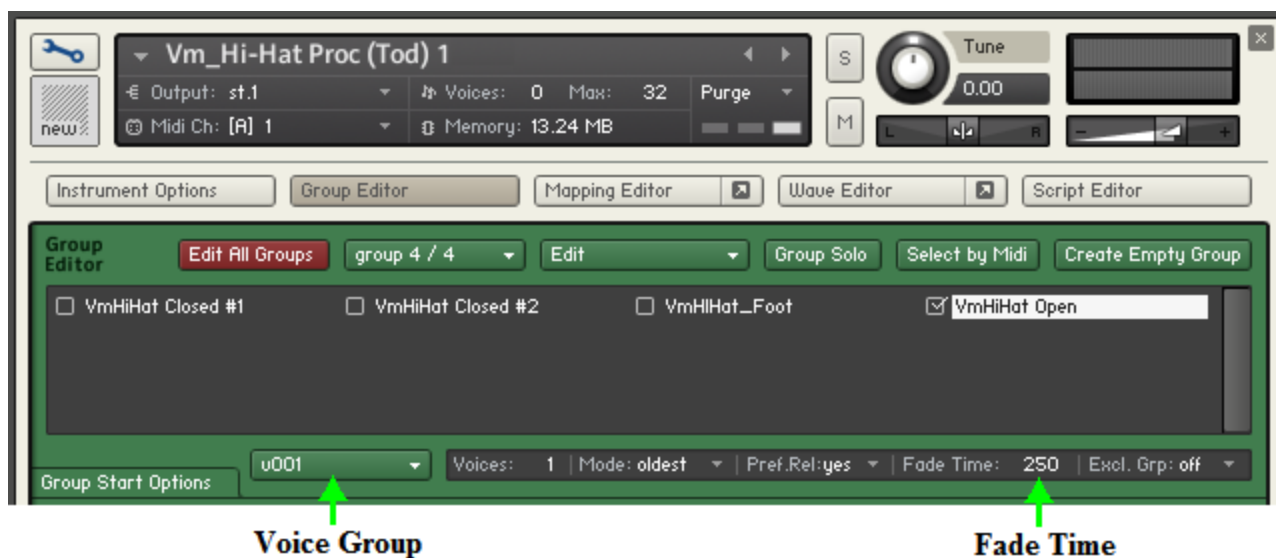 Vm_Hi-Hat Proc (Tod) 1
S
Tune
Output: st.1
Voices: 0 Max: 32
Purge
0.00
new
Midi Ch: [A] 1
Memory: 13.24 MB
M
L
R
-
+
Instrument Options
Group Editor
Mapping Editor
Wave Editor
Script Editor
Group
Editor
Edit All Groups
group 4 / 4
Edit
Group Solo
Select by Midi
Create Empty Group
VmHiHat Closed #1
VmHiHat Closed #2
VmHIHat_Foot
VmHiHat Open
Group Start Options
v001
Voices: 1 | Mode: oldest | Pref.Rel:yes | Fade Time: 250 | Excl. Grp: off
Voice Group
Fade Time